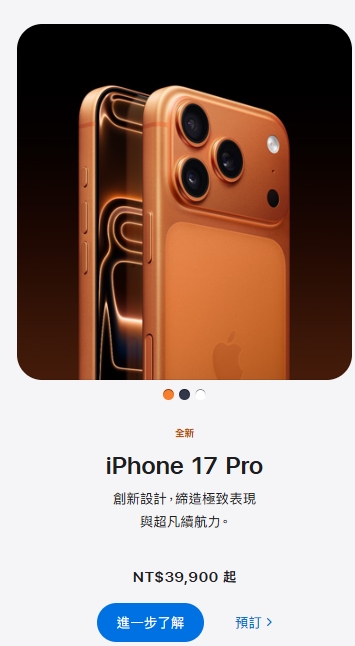 全新
iPhone 17 Pro
創新設計，締造極致表現
與超凡續航力。
NT$39,900 起
進一步了解
預訂 >